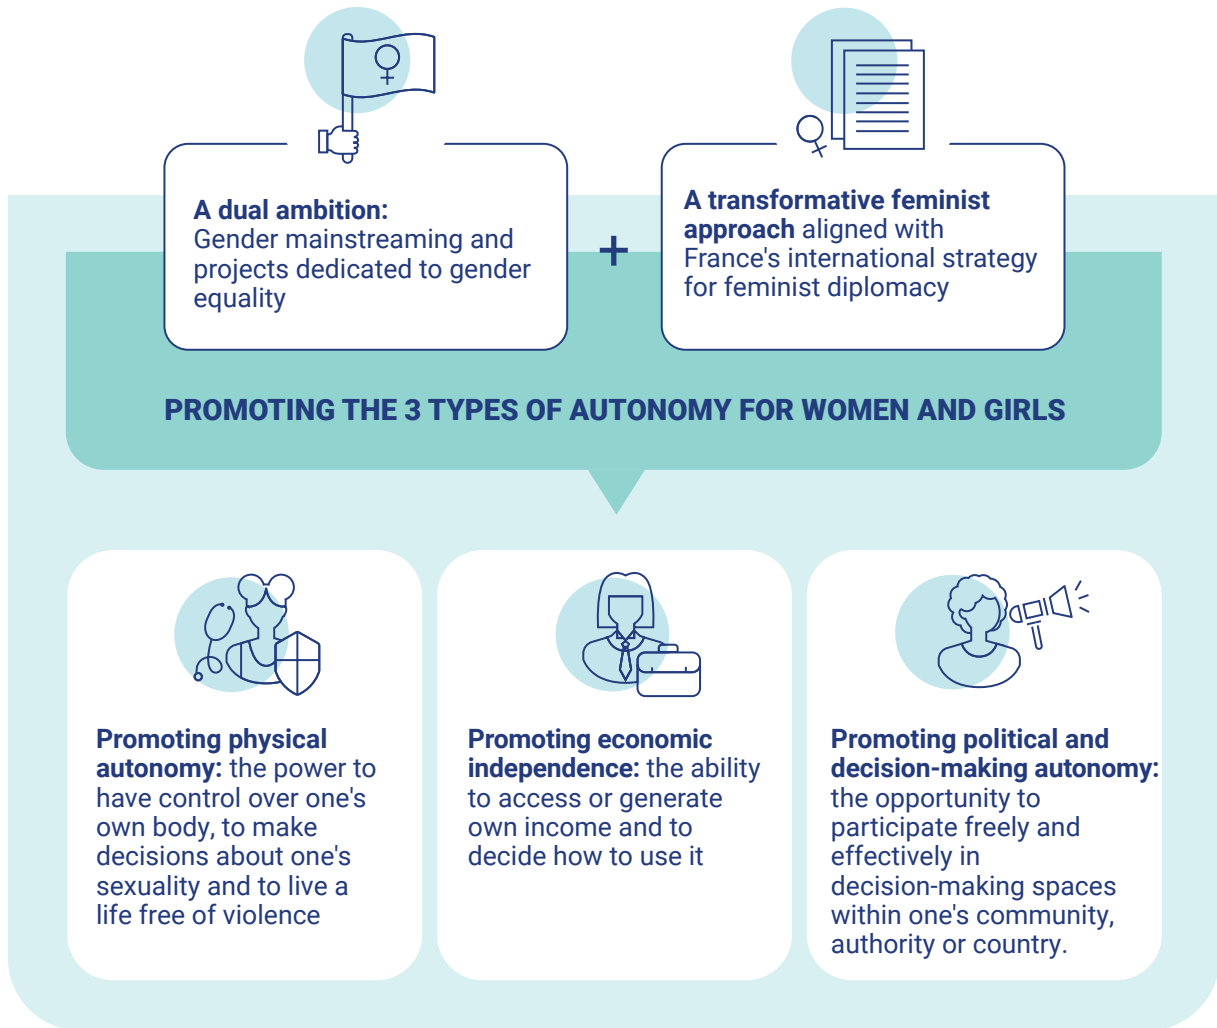 A dual ambition:
Gender mainstreaming and
projects dedicated to gender
equality
+
A transformative feminist
approach aligned with
France's international strategy
for feminist diplomacy
PROMOTING THE 3 TYPES OF AUTONOMY FOR WOMEN AND GIRLS
Promoting physical
autonomy: the power to
have control over one's
own body, to make
decisions about one's
sexuality and to live a
life free of violence
Promoting economic
independence: the ability
to access or generate
own income and to
decide how to use it
Promoting political and
decision-making autonomy:
the opportunity to
participate freely and
effectively in
decision-making spaces
within one's community,
authority or country.